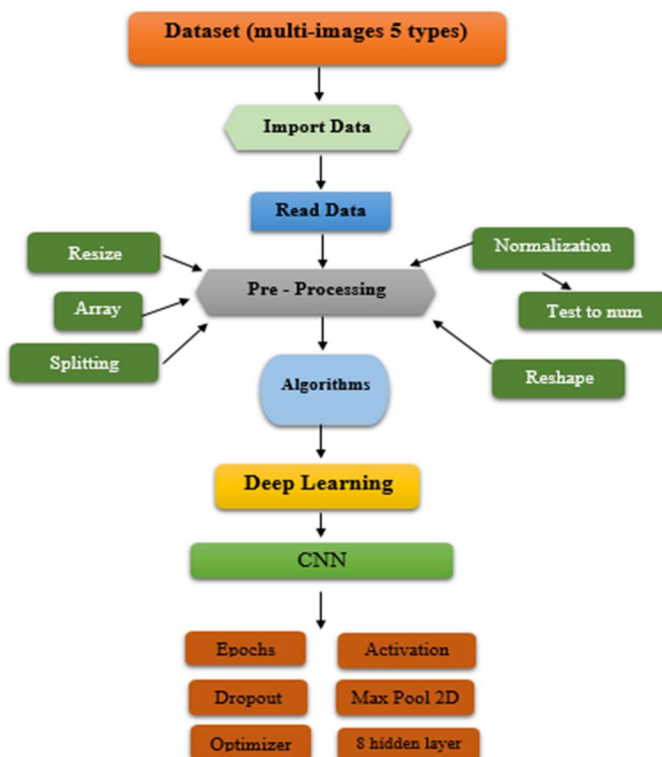 Dataset (multi-images 5 types)
Import Data
Read Data
Resize
Normalization
Pre - Processing
Array
Test to num
Splitting
Reshape
Algorithms
Deep Learning
CNN
Epochs
Activation
Dropout
Max Pool 2D
Optimizer
8 hidden layer